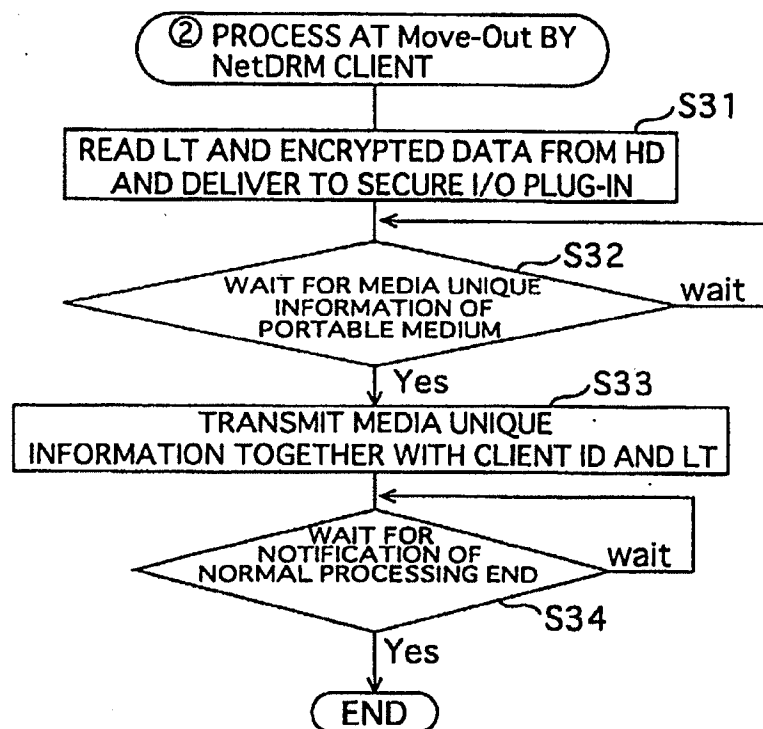 ② PROCESS AT Move-Out BY
NetDRM CLIENT
S31
READ LT AND ENCRYPTED DATA FROM HD
AND DELIVER TO SECURE I/O PLUG-IN
S32
WAIT FOR MEDIA UNIQUE
INFORMATION OF
PORTABLE MEDIUM
wait
Yes
S33
TRANSMIT MEDIA UNIQUE
INFORMATION TOGETHER WITH CLIENT ID AND LT
WAIT FOR
NOTIFICATION OF
NORMAL PROCESSING END
wait
S34
Yes
END